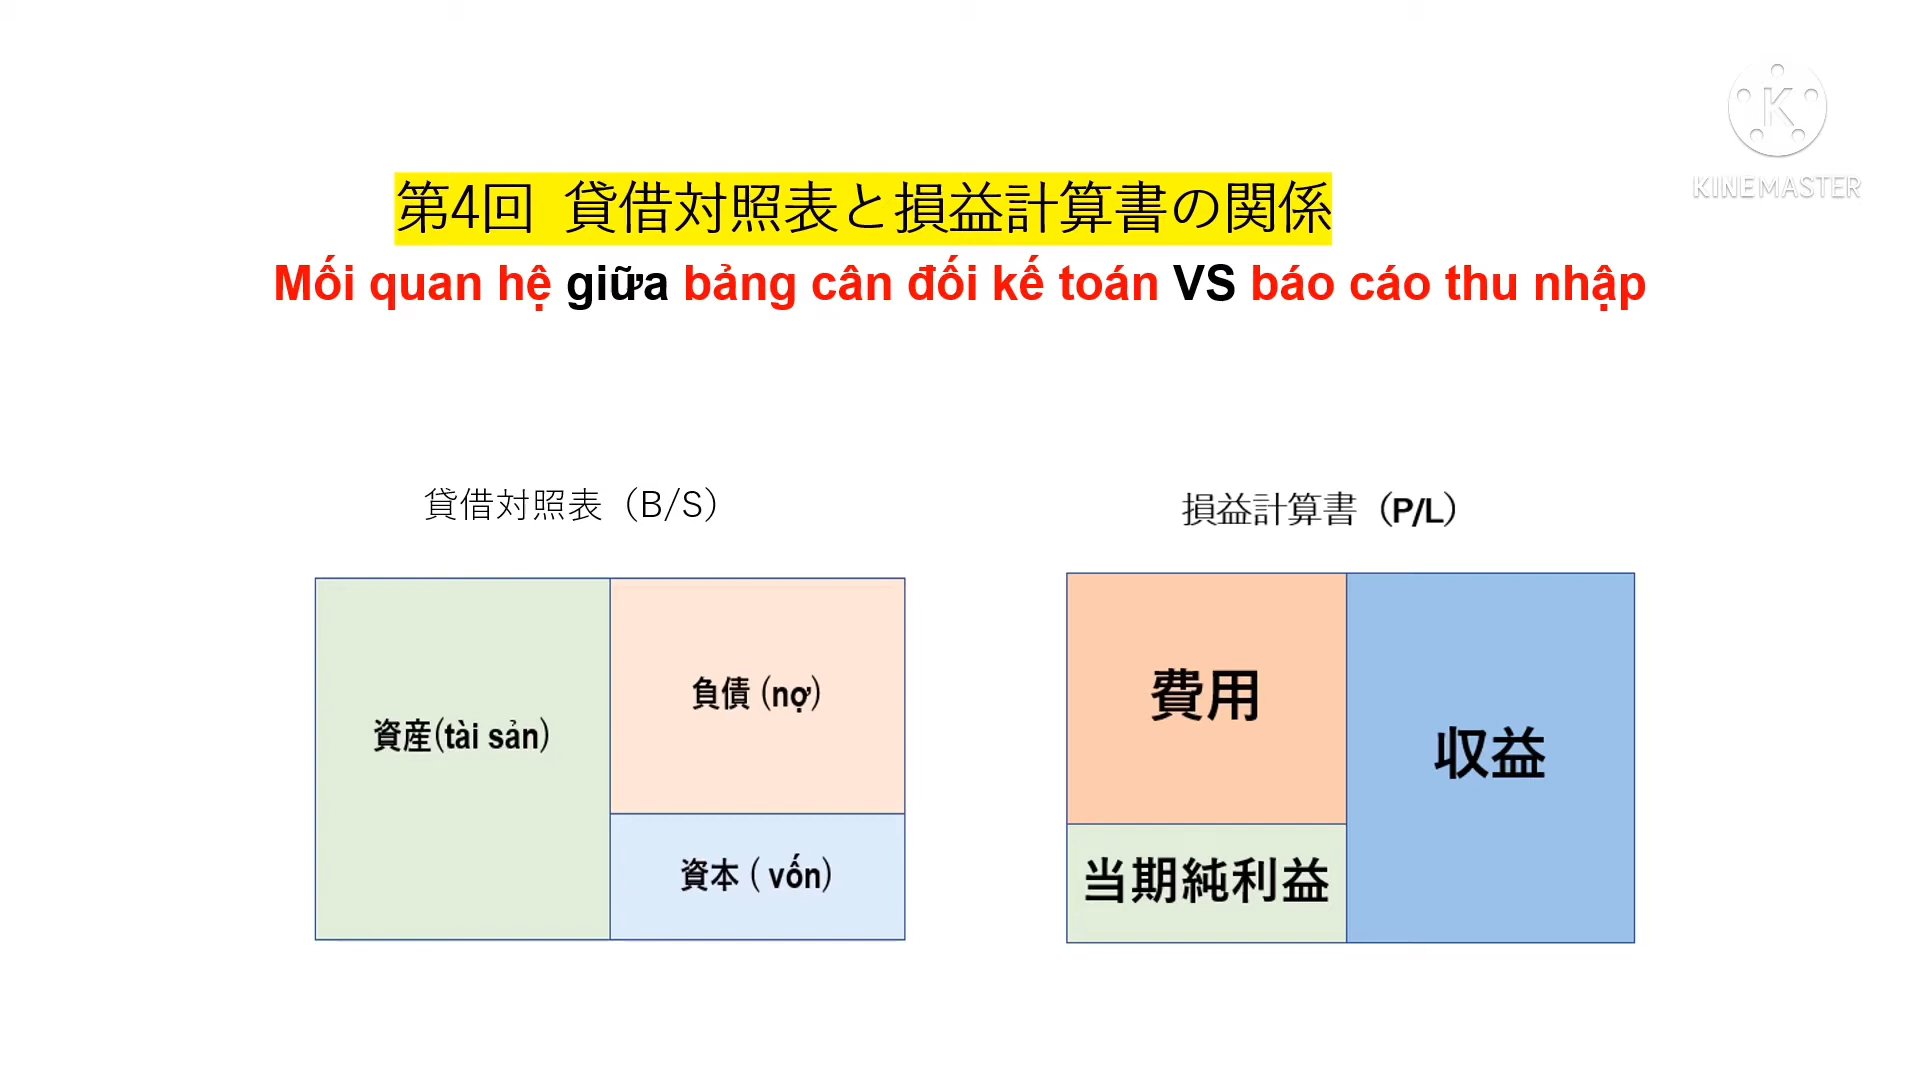 K
KINEMASTER
第4回 貸借対照表と損益計算書の関係
Mối quan hệ giữa bảng cân đối kế toán VS báo cáo thu nhập
貸借対照表（B/S）
損益計算書（P/L）
資産(tài sản)
負債 (nợ)
資本 ( vốn)
費用
当期純利益
収益